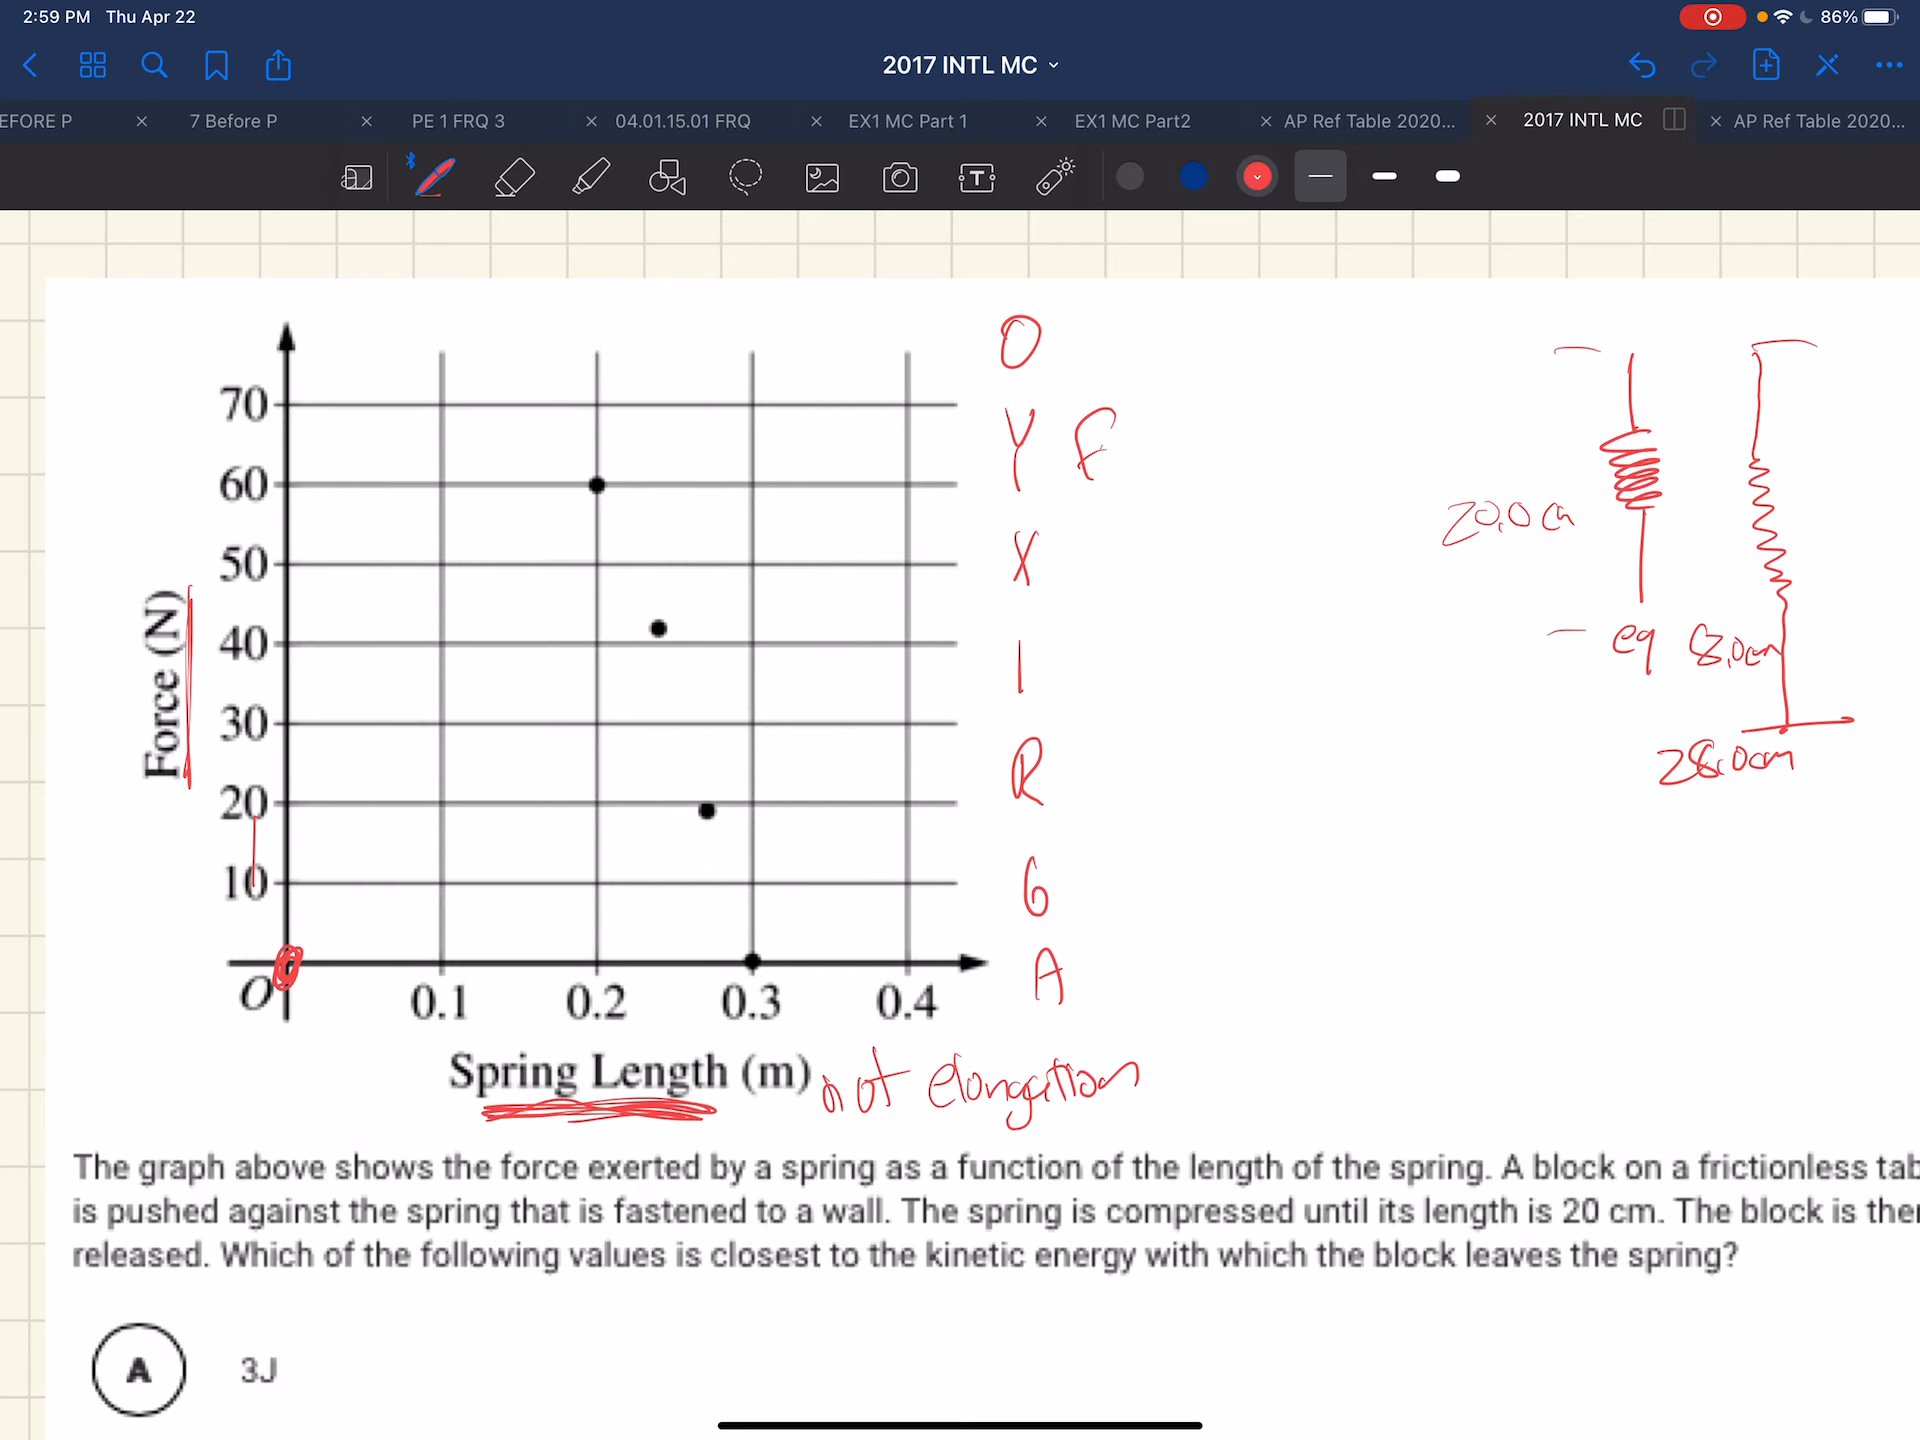 2:59 PM Thu Apr 22
86%
2017 INTL MC
EFORE P
7 Before P
PE 1 FRQ 3
04.01.15.01 FRQ
EX1 MC Part 1
EX1 MC Part2
AP Ref Table 2020...
2017 INTL MC
AP Ref Table 2020...
T
O
70
Y F
60
X
20.0 cm
50
Force (N)
40
eq 8.0cm
I
30
R
28.0cm
20
10
G
A
O
0.1 0.2 0.3 0.4
Spring Length (m) not elongation
The graph above shows the force exerted by a spring as a function of the length of the spring. A block on a frictionless tab
is pushed against the spring that is fastened to a wall. The spring is compressed until its length is 20 cm. The block is the
released. Which of the following values is closest to the kinetic energy with which the block leaves the spring?
A 3J